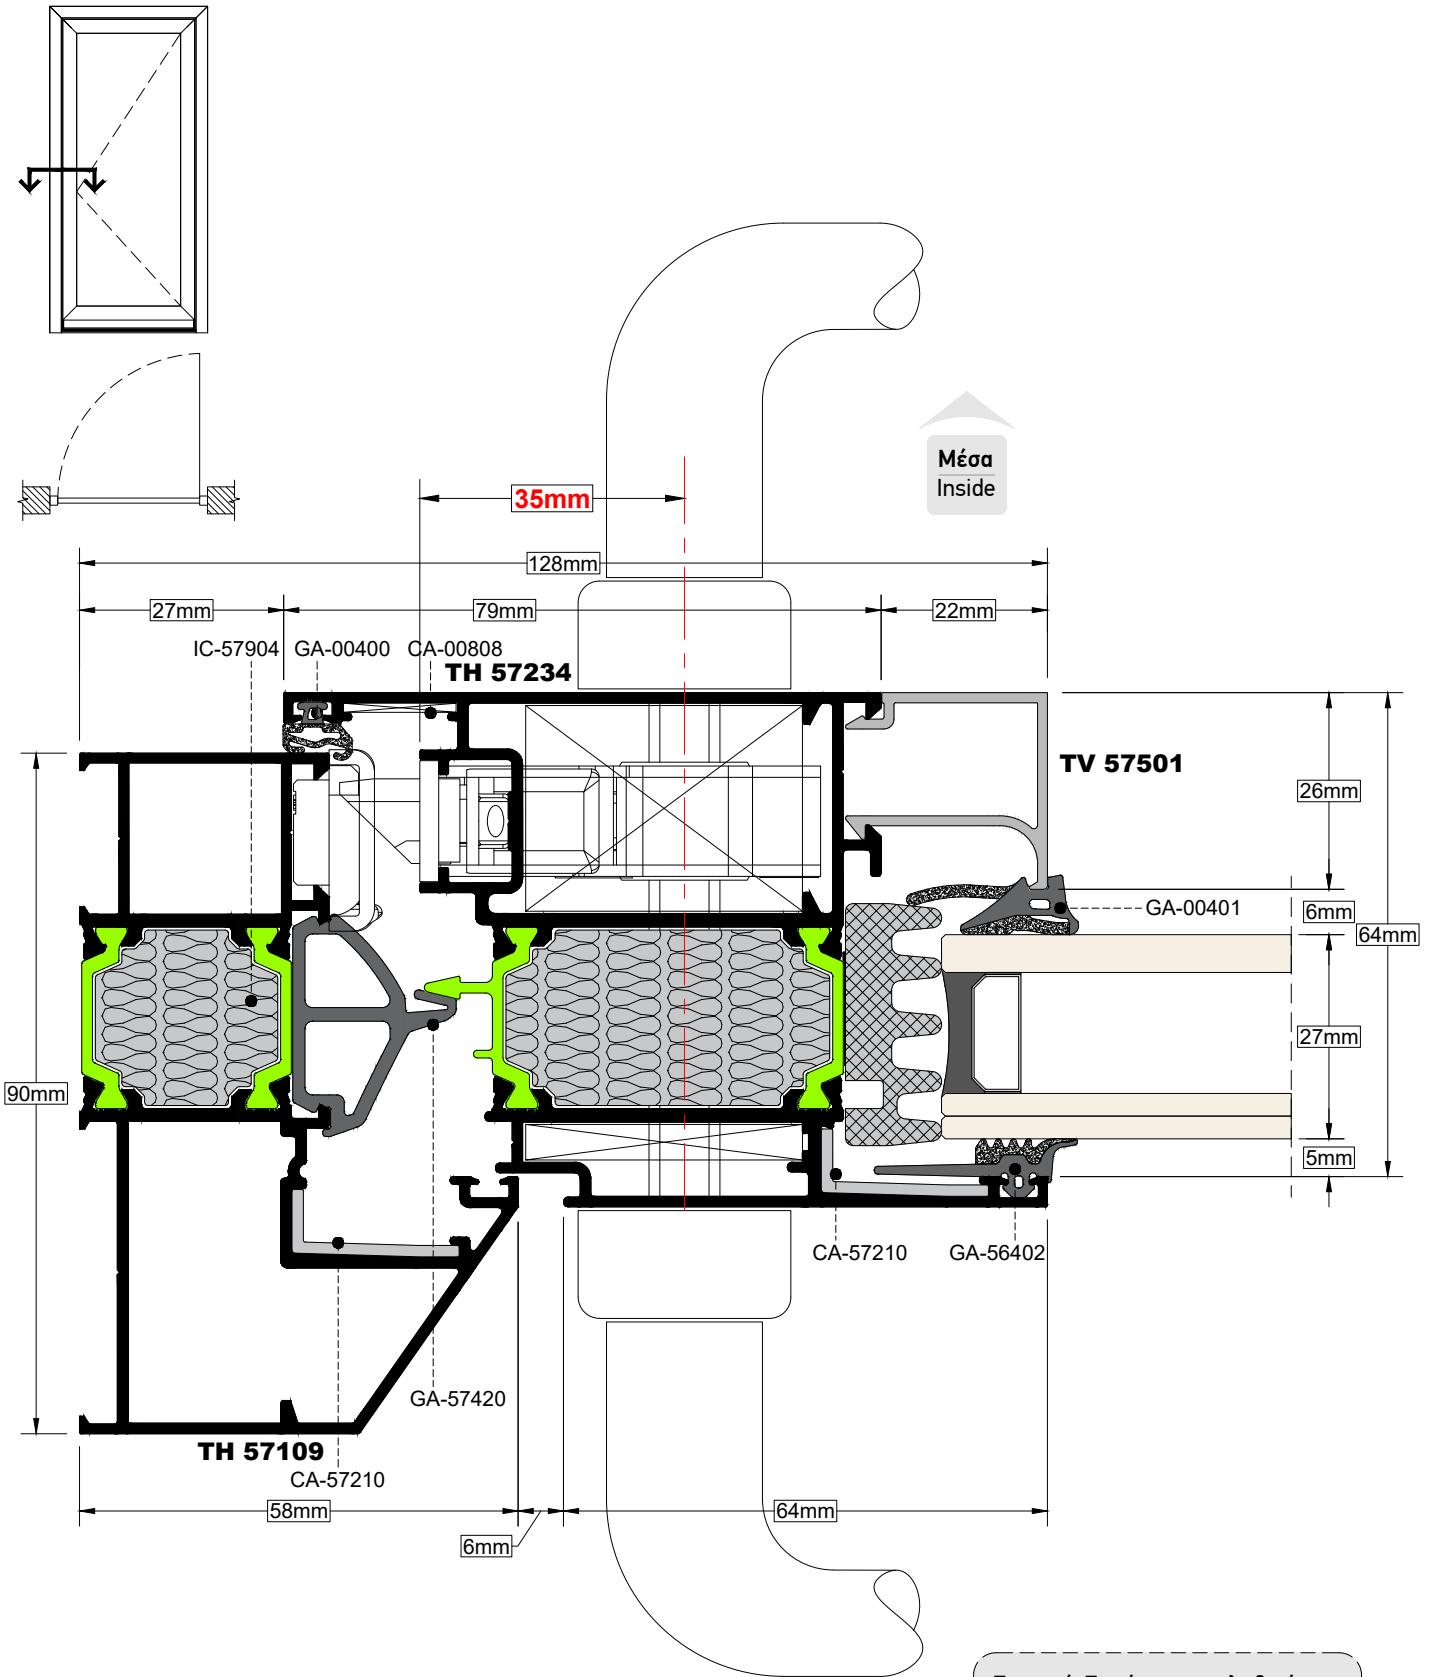 Μέσα
Inside
35mm
128mm
27mm
79mm
22mm
IC-57904
GA-00400
CA-00808
TH 57234
TV 57501
26mm
GA-00401
6mm
64mm
27mm
90mm
5mm
CA-57210
GA-56402
GA-57420
TH 57109
CA-57210
58mm
64mm
6mm